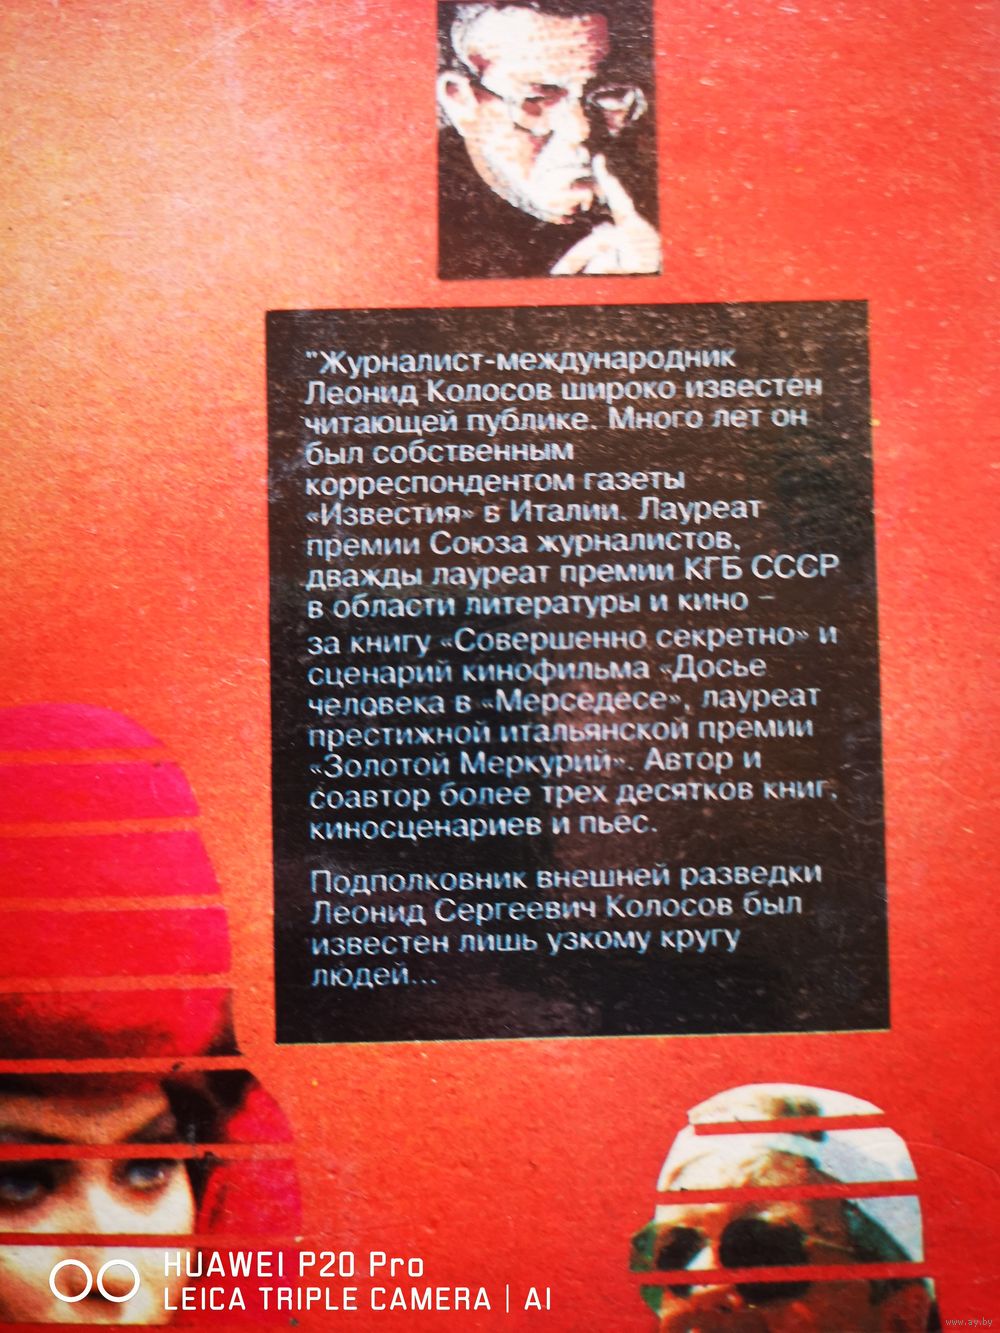 "Журналист-международник
Леонид Колосов широко известен
читающей публике. Много лет он
был собственным
корреспондентом газеты
«Известия» в Италии. Лауреат
премии Союза журналистов,
дважды лауреат премии КГБ СССР
в области литературы и кино –
за книгу «Совершенно секретно» и
сценарий кинофильма «Досье
человека в «Мерседесе», лауреат
престижной итальянской премии
«Золотой Меркурий». Автор и
соавтор более трех десятков книг,
киносценариев и пьес.
Подполковник внешней разведки
Леонид Сергеевич Колосов был
известен лишь узкому кругу
людей...
HUAWEI P20 Pro
LEICA TRIPLE CAMERA | AI
www.ay.by